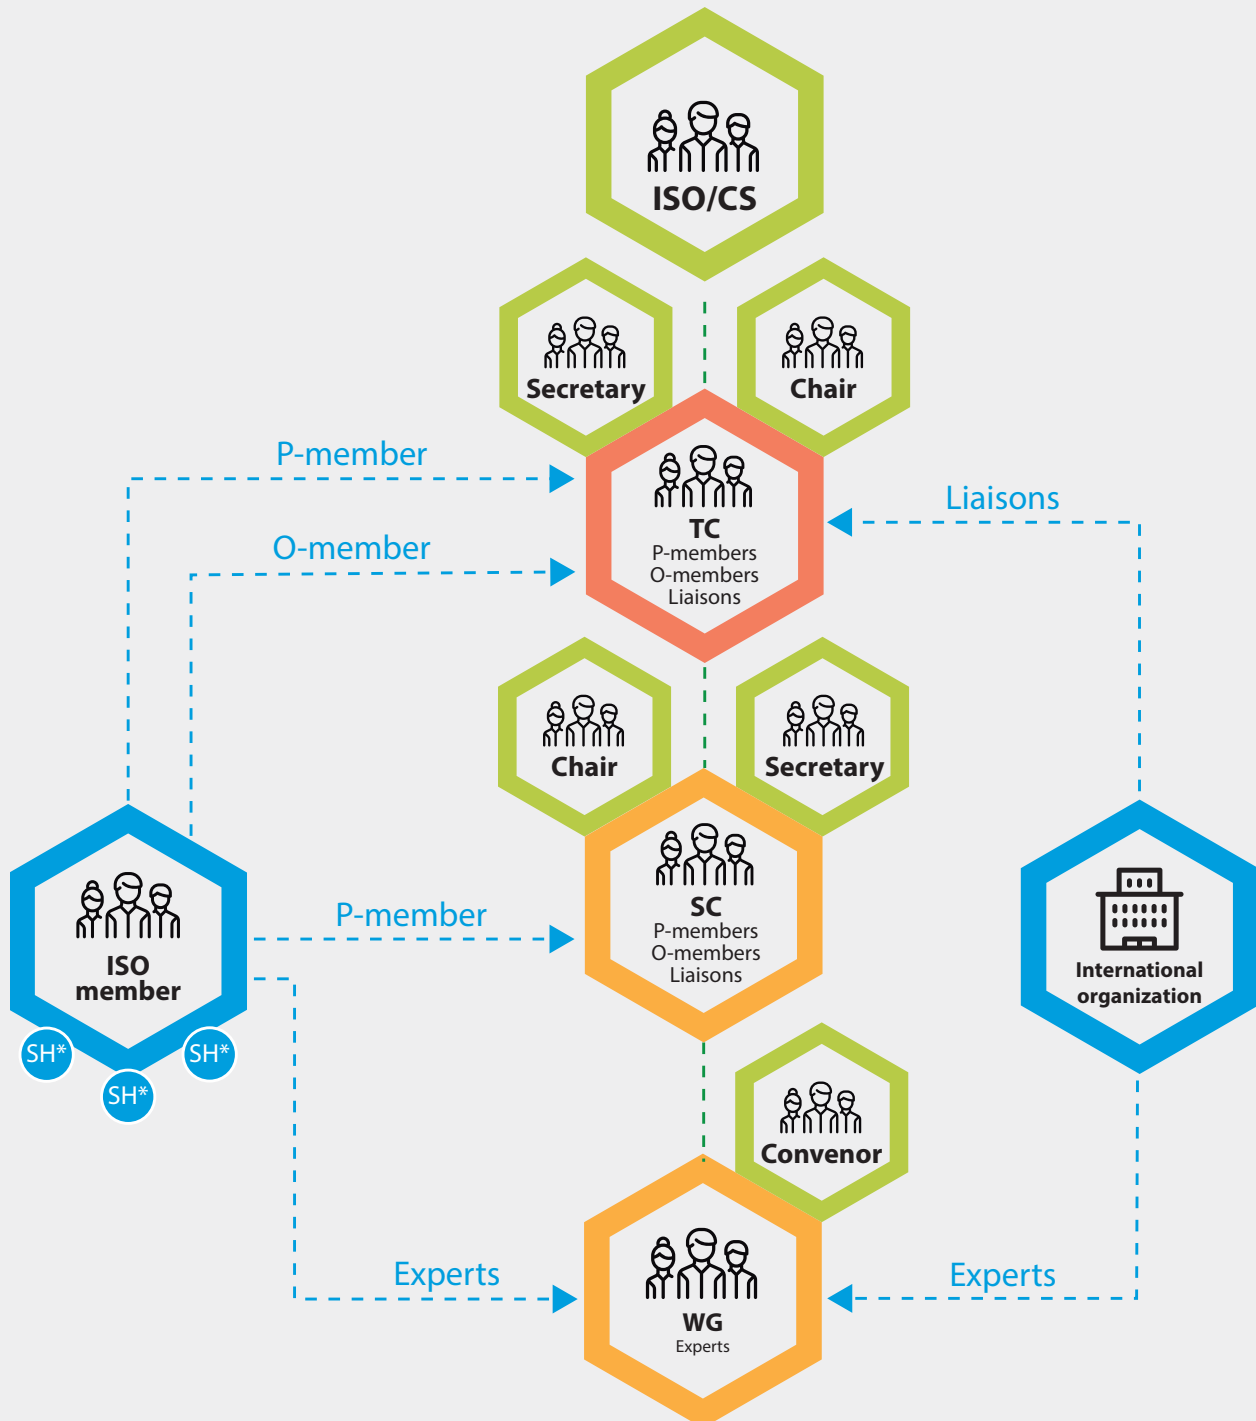 ISO/CS
Secretary
Chair
P-member
O-member
Liaisons
TC
P-members
O-members
Liaisons
Chair
Secretary
ISO
member
SH*
SH*
SH*
P-member
SC
P-members
O-members
Liaisons
International
organization
Convenor
Experts
Experts
WG
Experts